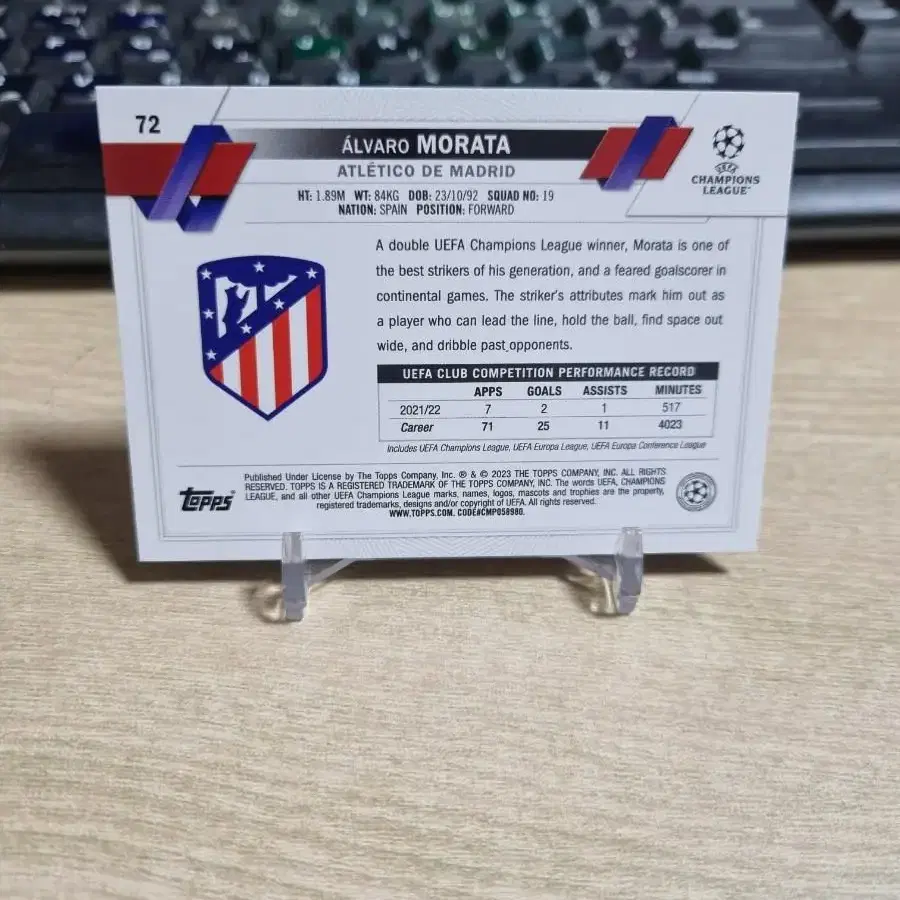 72
ÁLVARO MORATA
ATLÉTICO DE MADRID
HT: 1.89M WT: 84KG DOB: 23/10/92 SQUAD NO: 19
NATION: SPAIN POSITION: FORWARD
UEFA
CHAMPIONS
LEAGUE™
A double UEFA Champions League winner, Morata is one of
the best strikers of his generation, and a feared goalscorer in
continental games. The striker's attributes mark him out as
a player who can lead the line, hold the ball, find space out
wide, and dribble past opponents.
UEFA CLUB COMPETITION PERFORMANCE RECORD
APPS GOALS ASSISTS MINUTES
2021/22 7 2 1 517
Career 71 25 11 4023
Includes UEFA Champions League, UEFA Europa League, UEFA Europa Conference League
topps®
Published Under License by The Topps Company, Inc. ® & © 2023 THE TOPPS COMPANY, INC. ALL RIGHTS
RESERVED. TOPPS IS A REGISTERED TRADEMARK OF THE TOPPS COMPANY, INC. The words UEFA, CHAMPIONS
LEAGUE, and all other UEFA Champions League marks, names, logos, mascots and trophies are the property,
registered trademarks, designs and/or copyright of UEFA. All rights reserved.
WWW.TOPPS.COM. CODE#CMP058980.